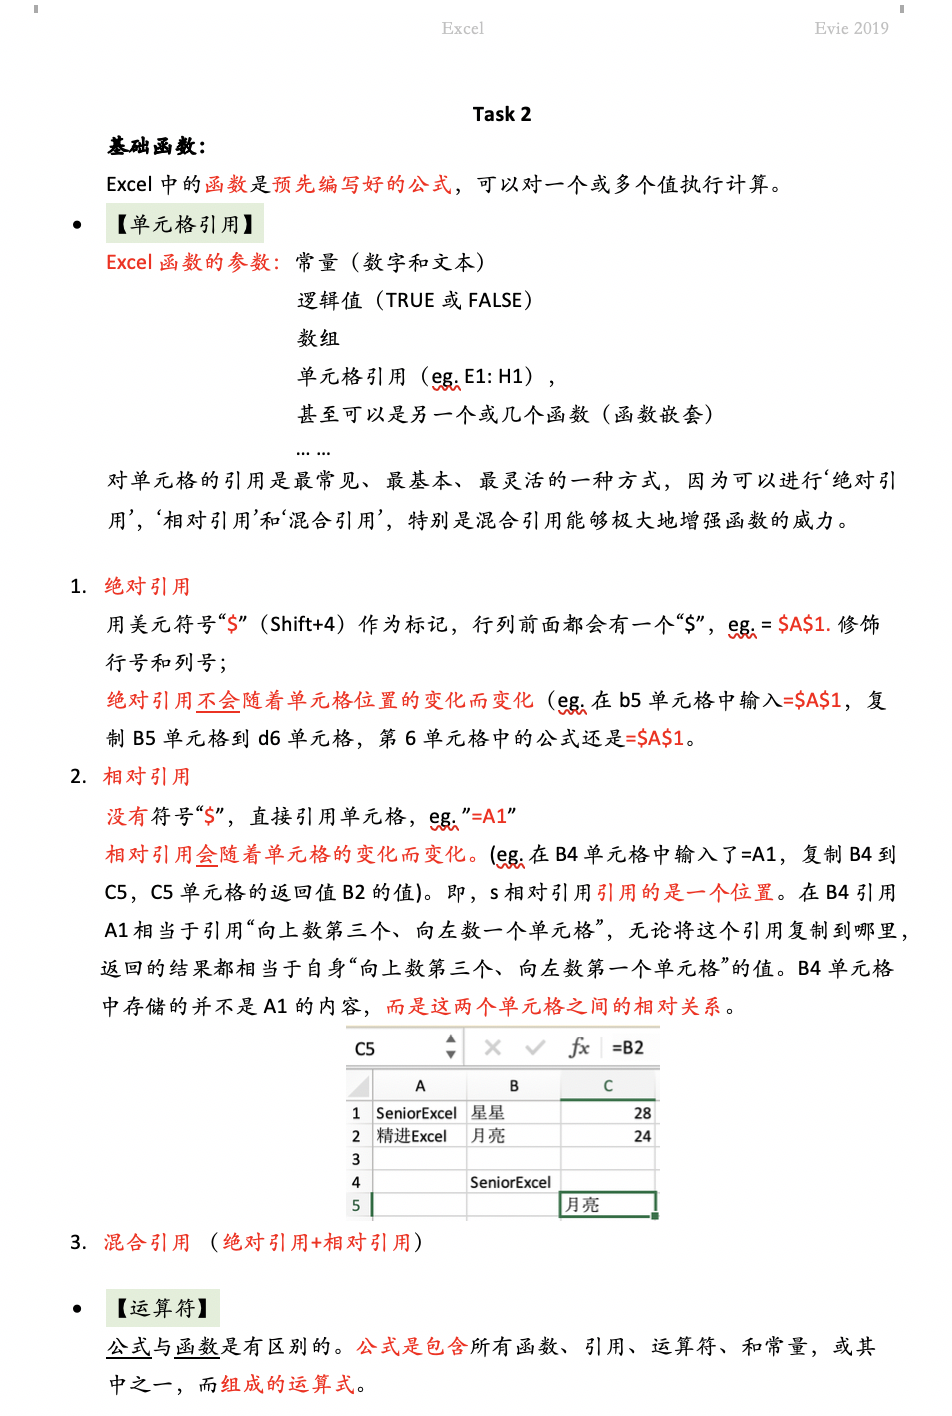 Excel
Evie 2019
Task 2
基础函数：
Excel 中的函数是预先编写好的公式，可以对一个或多个值执行计算。
• 【单元格引用】
Excel 函数的参数：常量（数字和文本）
逻辑值（TRUE 或 FALSE）
数组
单元格引用（eg. E1: H1），
甚至可以是另一个或几个函数（函数嵌套）
... ...
对单元格的引用是最常见、最基本、最灵活的一种方式，因为可以进行‘绝对引
用’，‘相对引用’和‘混合引用’，特别是混合引用能够极大地增强函数的威力。
1. 绝对引用
用美元符号“$”（Shift+4）作为标记，行列前面都会有一个“$”，eg. = $A$1. 修饰
行号和列号；
绝对引用不会随着单元格位置的变化而变化（eg. 在 b5 单元格中输入=$A$1，复
制 B5 单元格到 d6 单元格，第 6 单元格中的公式还是=$A$1。
2. 相对引用
没有符号“$”，直接引用单元格，eg. ”=A1”
相对引用会随着单元格的变化而变化。(eg. 在 B4 单元格中输入了=A1，复制 B4 到
C5，C5 单元格的返回值 B2 的值)。即，s 相对引用引用的是一个位置。在 B4 引用
A1 相当于引用“向上数第三个、向左数一个单元格”，无论将这个引用复制到哪里，
返回的结果都相当于自身“向上数第三个、向左数第一个单元格”的值。B4 单元格
中存储的并不是 A1 的内容，而是这两个单元格之间的相对关系。
C5 fx =B2
A B C
1 SeniorExcel 星星 28
2 精进Excel 月亮 24
3
4 SeniorExcel
5 月亮
3. 混合引用 （绝对引用+相对引用）
• 【运算符】
公式与函数是有区别的。公式是包含所有函数、引用、运算符、和常量，或其
中之一，而组成的运算式。